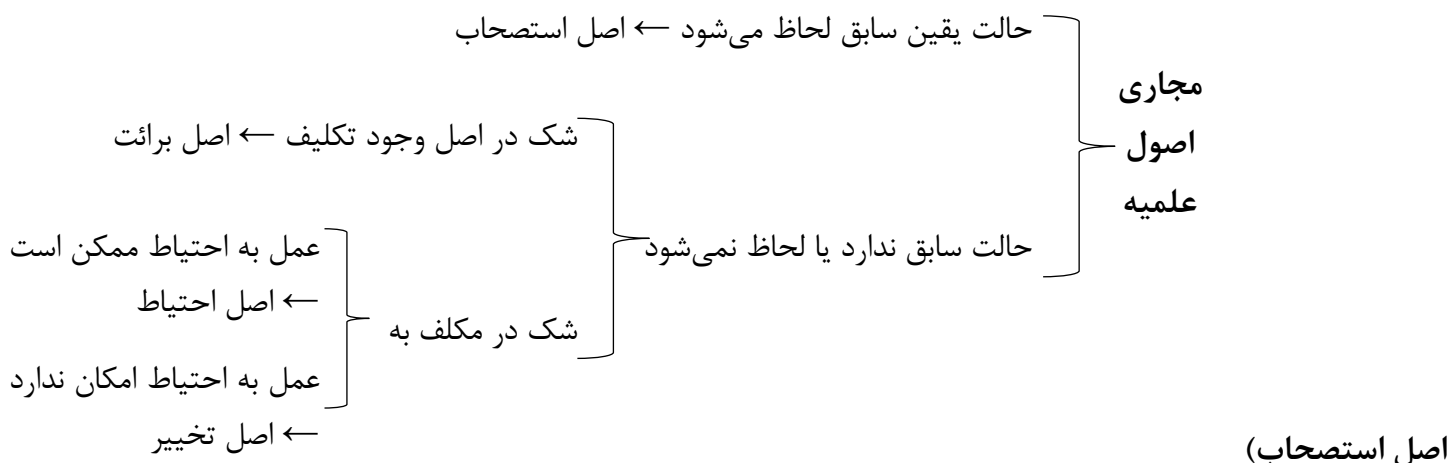 حالت یقین سابق لحاظ می‌شود ← اصل استصحاب
مجاری
اصول
علمیه
شک در اصل وجود تکلیف ← اصل برائت
حالت سابق ندارد یا لحاظ نمی‌شود
شک در مکلف به
عمل به احتیاط ممکن است
← اصل احتیاط
عمل به احتیاط امکان ندارد
← اصل تخییر
اصل استصحاب)